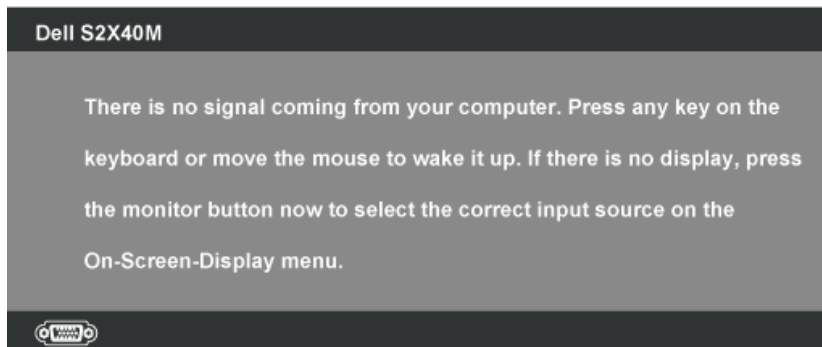 Dell S2X40M
There is no signal coming from your computer. Press any key on the
keyboard or move the mouse to wake it up. If there is no display, press
the monitor button now to select the correct input source on the
On-Screen-Display menu.